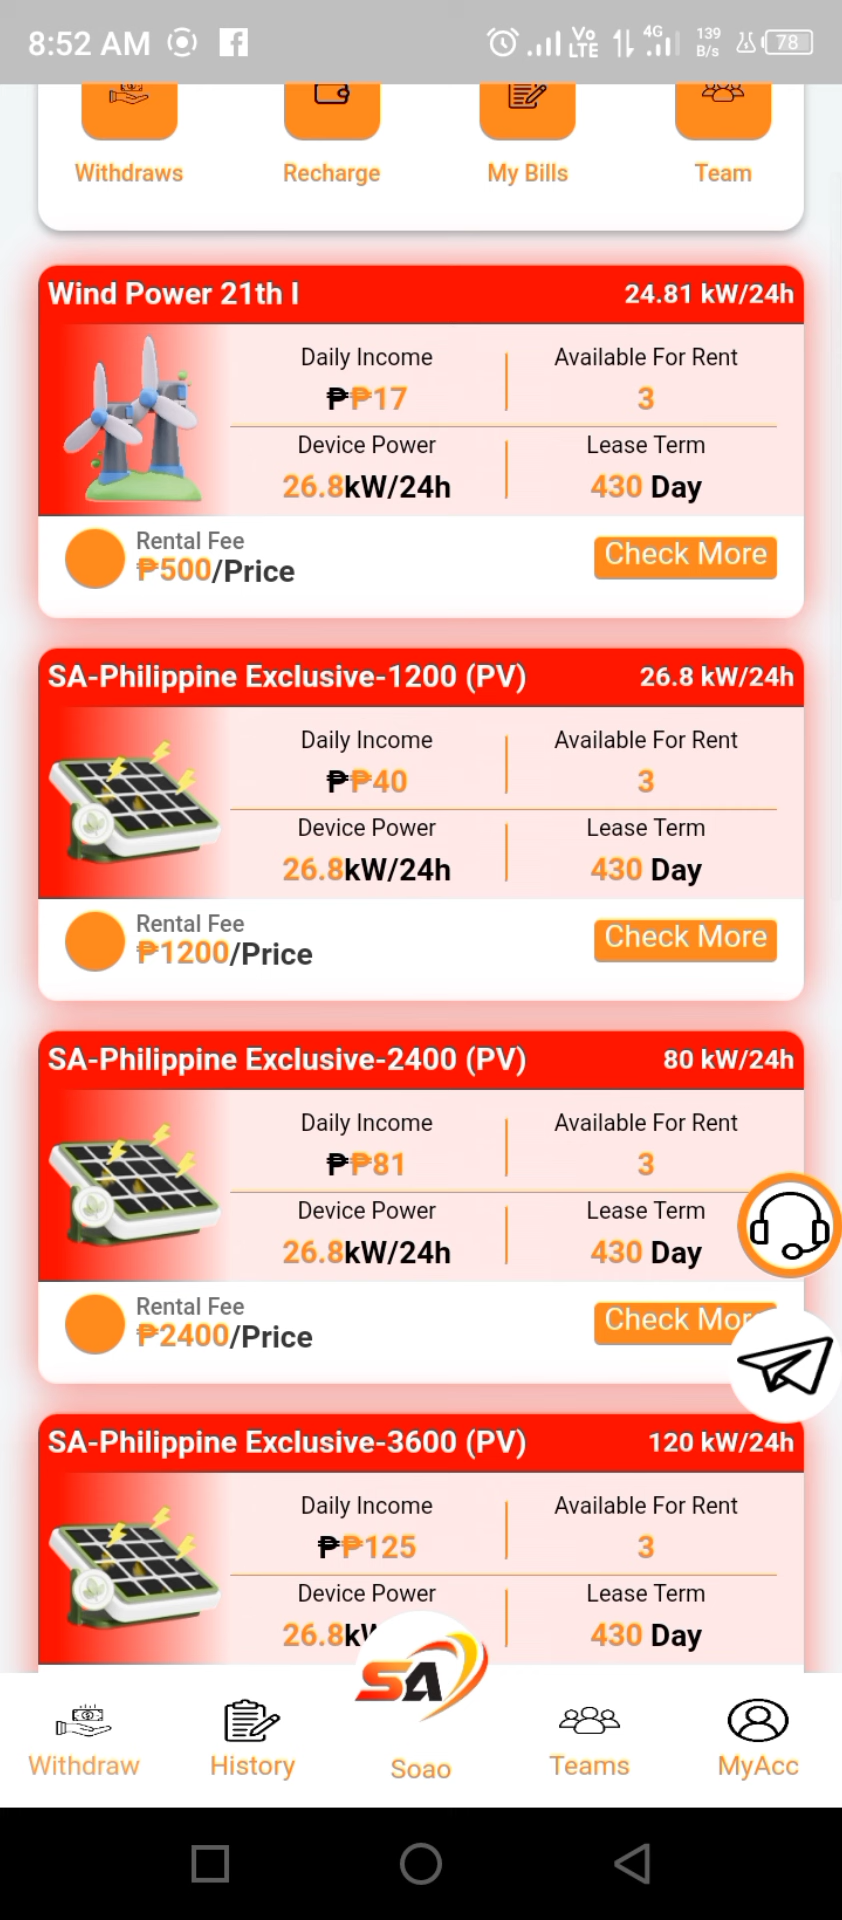 8:52 AM
Vo
LTE
4G
139
B/s
78
Withdraws
Recharge
My Bills
Team
Wind Power 21th I
24.81 kW/24h
Daily Income
Available For Rent
₱₱17
3
Device Power
Lease Term
26.8kW/24h
430 Day
Rental Fee
₱500/Price
Check More
SA-Philippine Exclusive-1200 (PV)
26.8 kW/24h
Daily Income
Available For Rent
₱₱40
3
Device Power
Lease Term
26.8kW/24h
430 Day
Rental Fee
₱1200/Price
Check More
SA-Philippine Exclusive-2400 (PV)
80 kW/24h
Daily Income
Available For Rent
₱₱81
3
Device Power
Lease Term
26.8kW/24h
430 Day
Rental Fee
₱2400/Price
Check More
SA-Philippine Exclusive-3600 (PV)
120 kW/24h
Daily Income
Available For Rent
₱₱125
3
Device Power
Lease Term
26.8kW
430 Day
SA
Withdraw
History
Soao
Teams
MyAcc